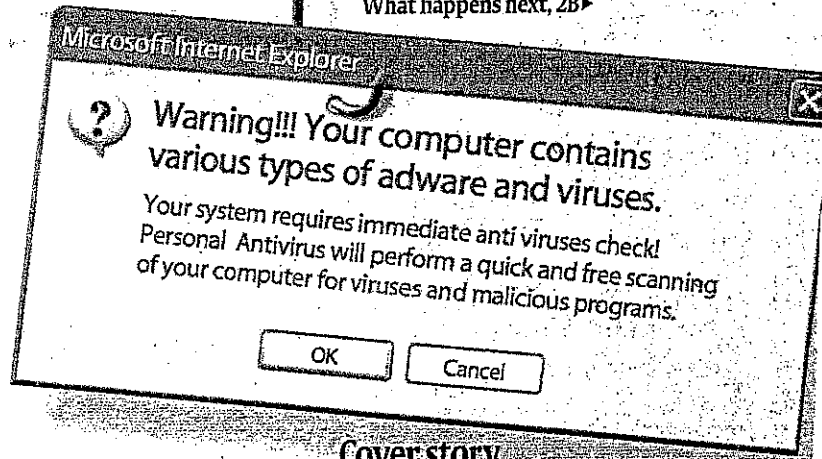 What happens next, 2B▶
Microsoft Internet Explorer
Warning!!! Your computer contains
various types of adware and viruses.
Your system requires immediate anti viruses check!
Personal Antivirus will perform a quick and free scanning
of your computer for viruses and malicious programs.
OK
Cancel
Cover story